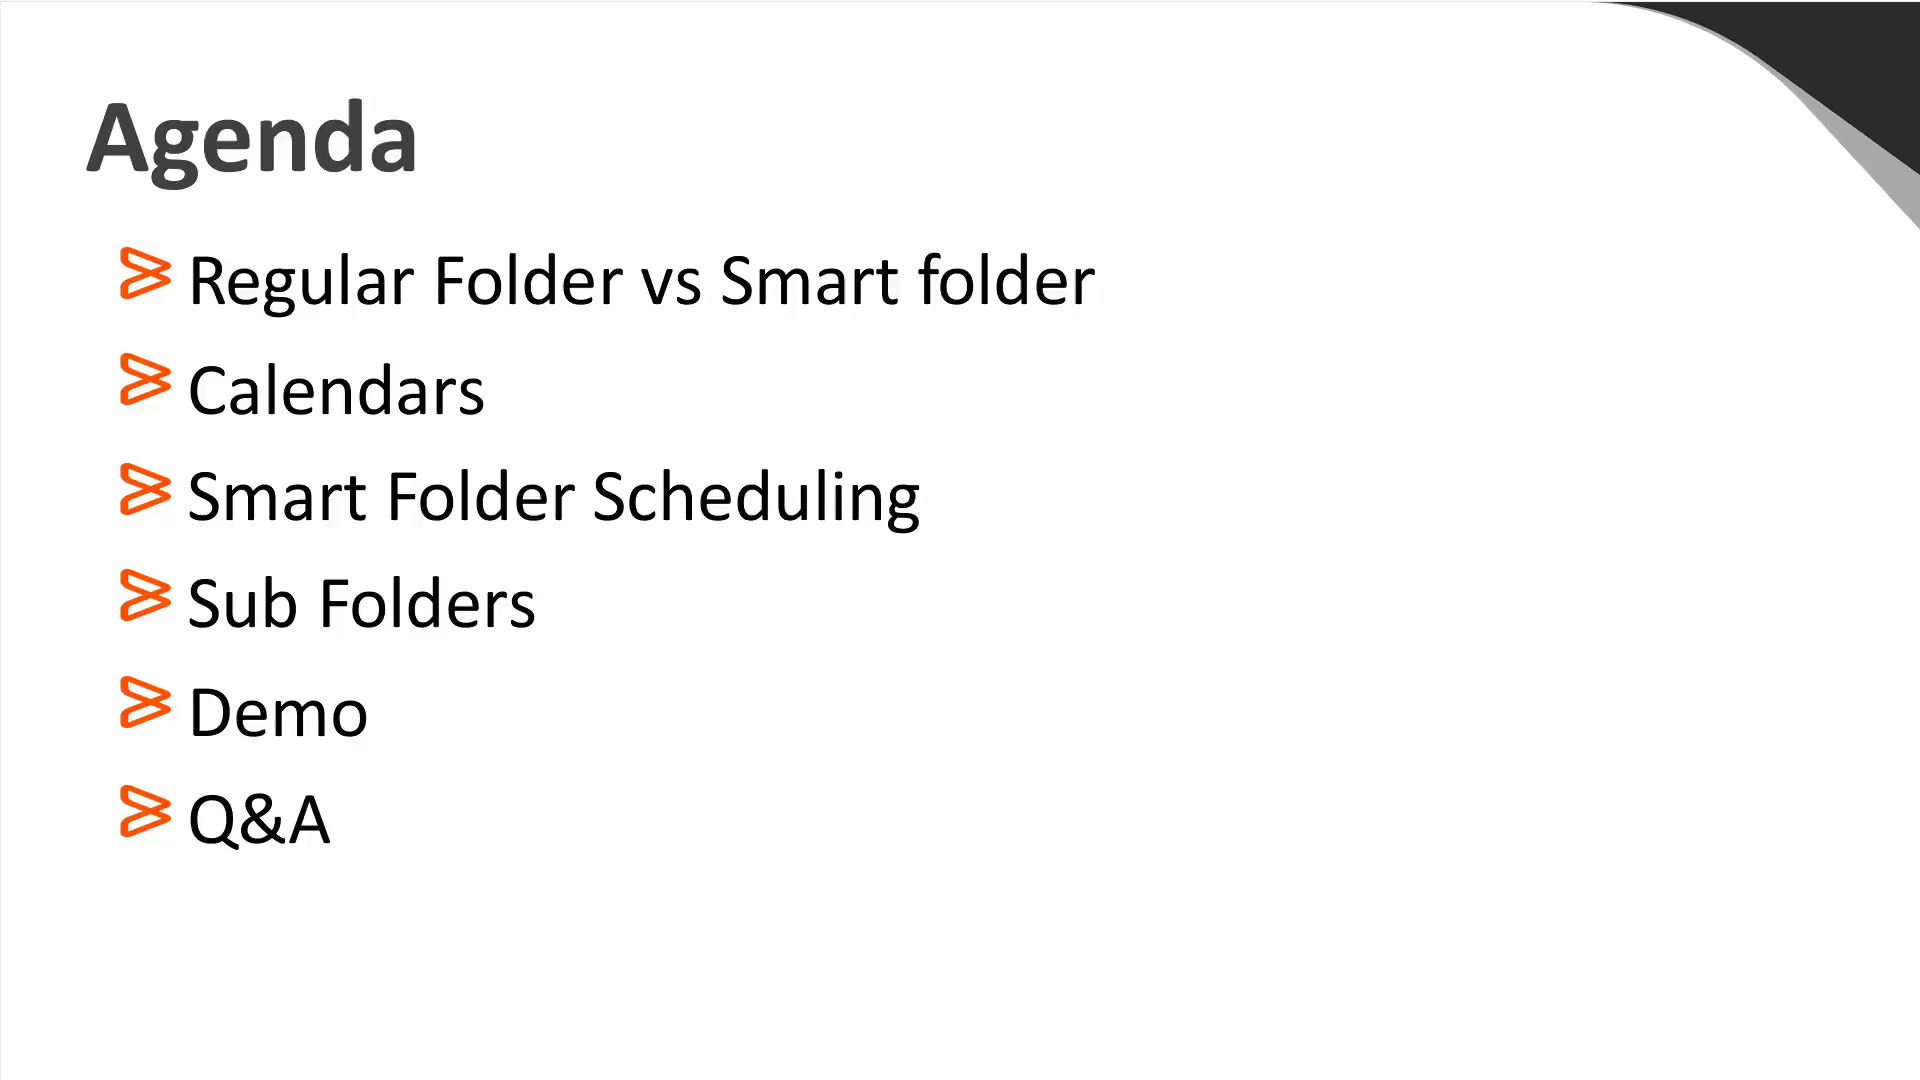 Agenda
Regular Folder vs Smart folder
Calendars
Smart Folder Scheduling
Sub Folders
Demo
Q&A